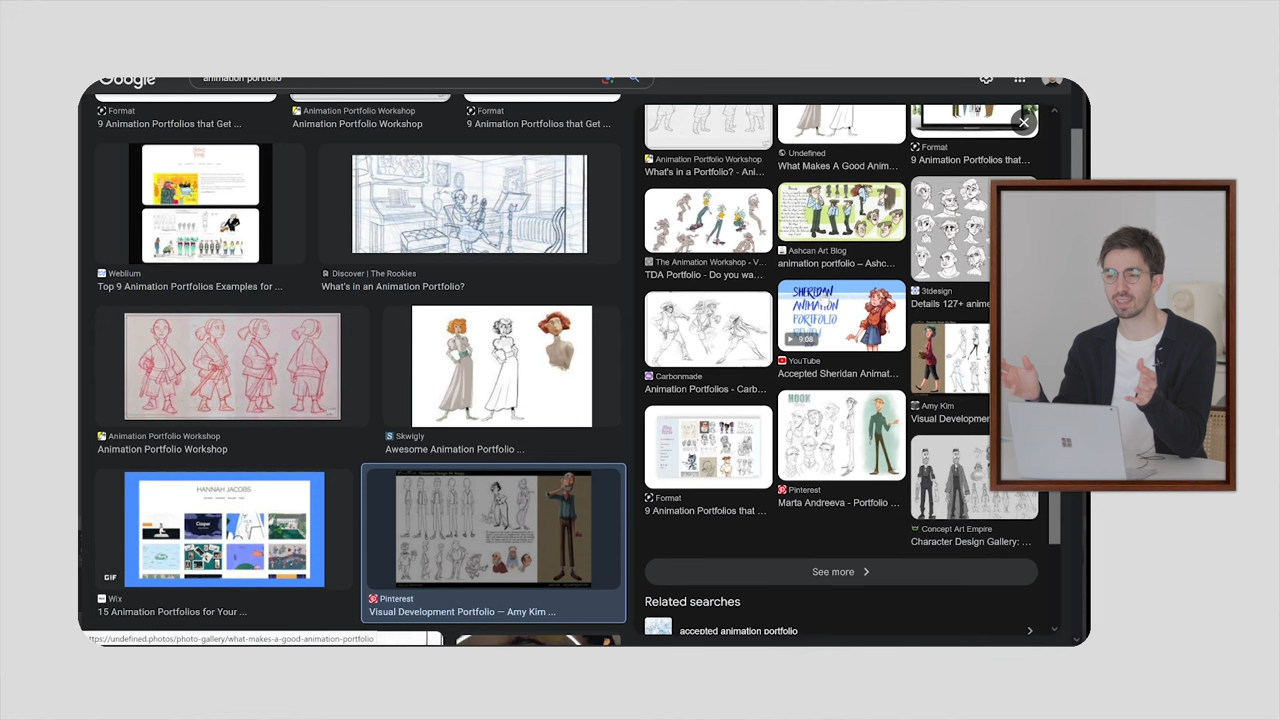 Google
animation portfolio
Format
9 Animation Portfolios that Get ...
Animation Portfolio Workshop
Animation Portfolio Workshop
Format
9 Animation Portfolios that Get ...
Weblium
Top 9 Animation Portfolios Examples for ...
Discover | The Rookies
What's in an Animation Portfolio?
Animation Portfolio Workshop
Animation Portfolio Workshop
Skwigly
Awesome Animation Portfolio ...
HANNAH JACOBS
GIF
Wix
15 Animation Portfolios for Your ...
Pinterest
Visual Development Portfolio — Amy Kim ...
https://undefined.photos/photo-gallery/what-makes-a-good-animation-portfolio
Animation Portfolio Workshop
What's in a Portfolio? - Ani...
Undefined
What Makes A Good Anim...
Format
9 Animation Portfolios that...
The Animation Workshop - V...
TDA Portfolio - Do you wa...
Ashcan Art Blog
animation portfolio – Ashc...
3tdesign
Details 127+ anime
SHERIDAN
ANIMATION
PORTFOLIO
REVIEW
9:08
Carbonmade
Animation Portfolios - Carb...
YouTube
Accepted Sheridan Animat...
Amy Kim
Visual Developmen
NOOK
Format
9 Animation Portfolios that ...
Pinterest
Marta Andreeva - Portfolio ...
Concept Art Empire
Character Design Gallery: ...
See more
Related searches
accepted animation portfolio